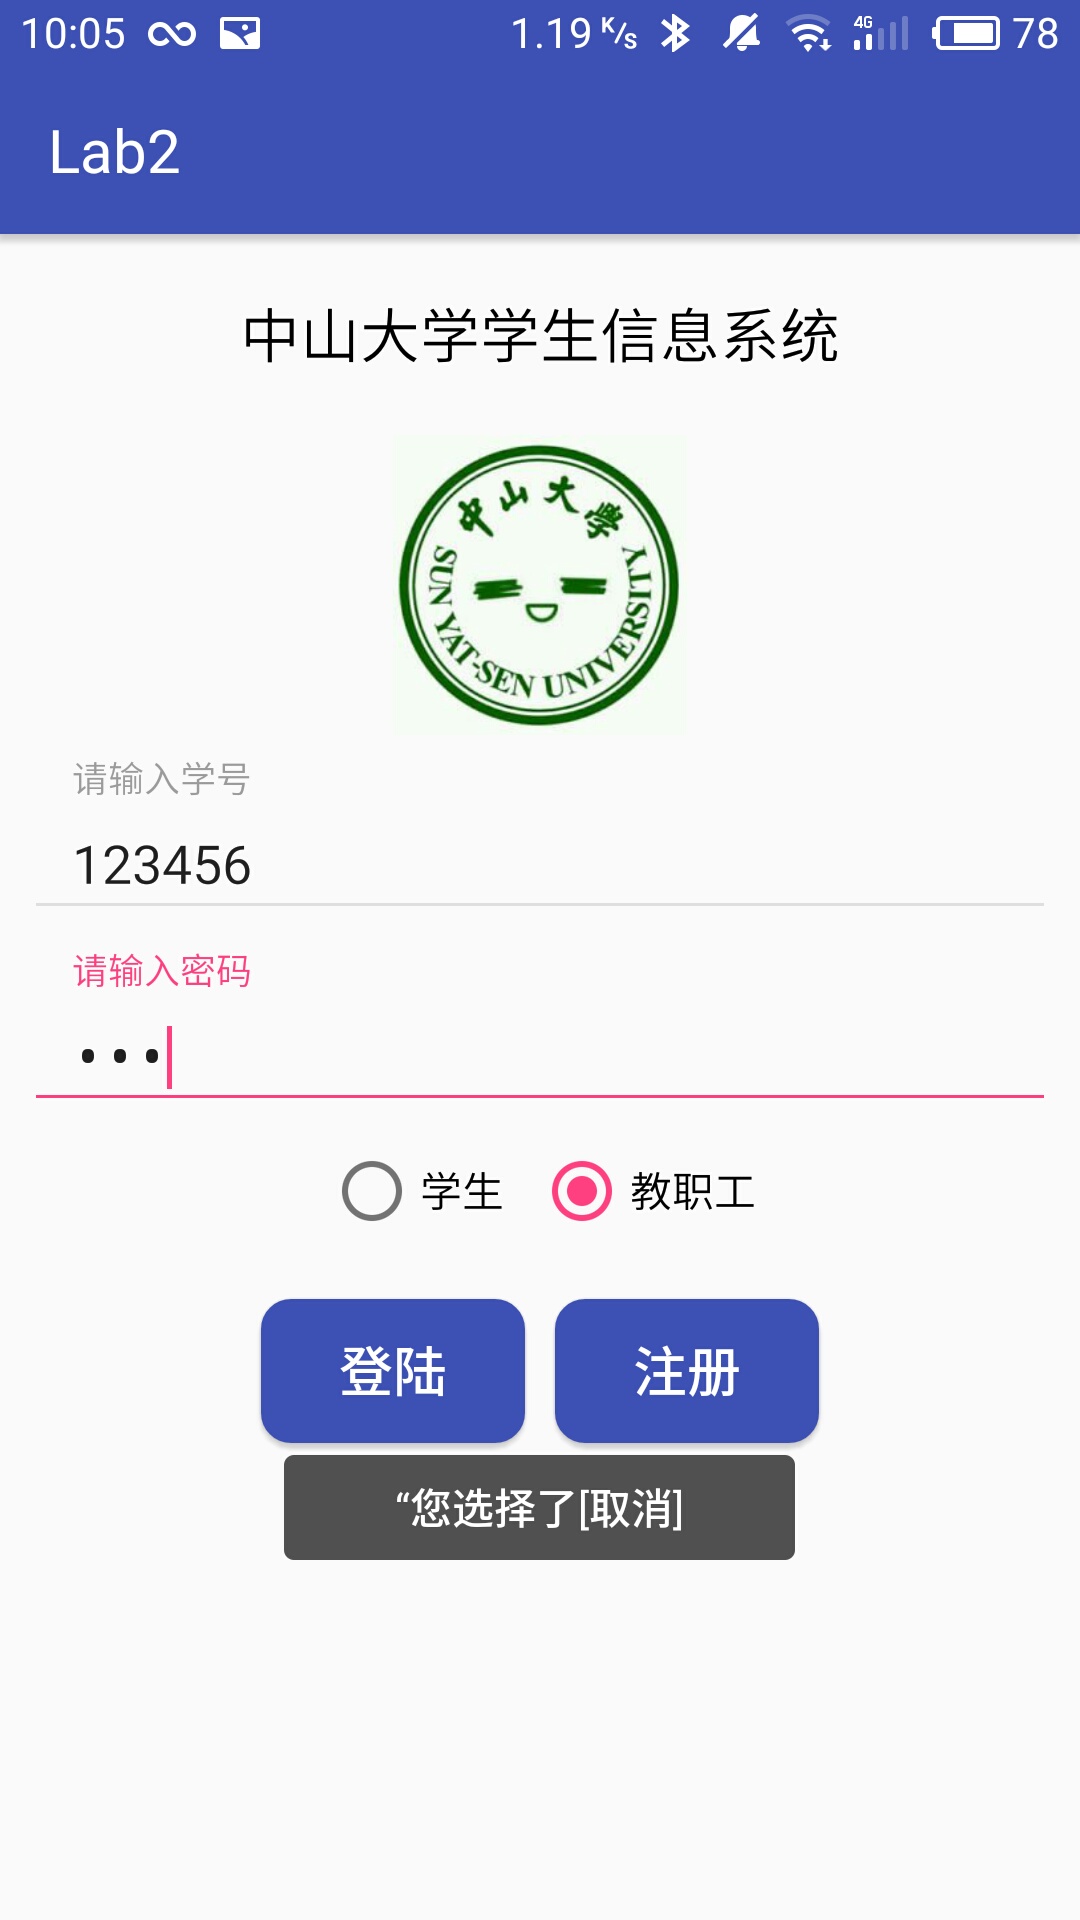 10:05 1.19 K/s 4G 78
Lab2
中山大学学生信息系统
中山大學
SUN YAT-SEN UNIVERSITY
请输入学号
123456
请输入密码
•••
学生 教职工
登陆 注册
“您选择了[取消]